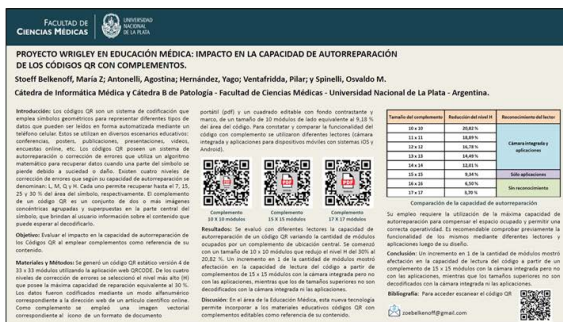 FACULTAD DE
CIENCIAS MÉDICAS
UNIVERSIDAD
NACIONAL
DE LA PLATA
PROYECTO WRIGLEY EN EDUCACIÓN MÉDICA: IMPACTO EN LA CAPACIDAD DE AUTORREPARACIÓN
DE LOS CÓDIGOS QR CON COMPLEMENTOS.
Stoeff Belkenoff, María Z; Antonelli, Agostina; Hernández, Yago; Ventafridda, Pilar; y Spinelli, Osvaldo M.
Cátedra de Informática Médica y Cátedra B de Patología - Facultad de Ciencias Médicas - Universidad Nacional de La Plata - Argentina.
Introducción: Los códigos QR son un sistema de codificación que
emplea símbolos geométricos para representar diferentes tipos de
datos que pueden ser leídos en forma automatizada mediante un
teléfono celular. Estos se utilizan en diversos escenarios educativos:
conferencias, posters, publicaciones, presentaciones, videos,
encuestas online, etc. Los códigos QR poseen un sistema de
autoreparación o corrección de errores que utiliza un algoritmo
matemático para recuperar datos cuando una parte del símbolo se
pierde debido a suciedad o daño. Existen cuatro niveles de
corrección de errores que según su capacidad de autoreparación se
denominan: L, M, Q y H. Cada uno permite recuperar hasta el 7, 15,
25 y 30 % del área del símbolo, respectivamente. El complemento
de un código QR es un conjunto de dos o más imágenes
concéntricas agrupadas y superpuestas en la parte central del
símbolo, que brindan al usuario información sobre el contenido que
puede esperar al decodificarlo.
Objetivo: Evaluar el impacto en la capacidad de autoreparación de
los Códigos QR al emplear complementos como referencia de su
contenido.
Materiales y Métodos: Se generó un código QR estático versión 4 de
33 x 33 módulos utilizando la aplicación web QRCODE. De los cuatro
niveles de corrección de errores se seleccionó el nivel más alto (H)
que posee la máxima capacidad de reparación equivalente al 30 %.
Los datos fueron codificados mediante un modo alfanumérico
correspondiente a la dirección web de un artículo científico online.
Como complemento se empleó una imagen vectorial
correspondiente al ícono de un formato de documento
portátil (pdf) y un cuadrado editable con fondo contrastante y
marco, de un tamaño de 10 módulos de lado equivalente al 9,18 %
del área del código. Para constatar y comparar la funcionalidad del
código con complemento se utilizaron diferentes lectores (cámara
integrada y aplicaciones para dispositivos móviles con sistemas iOS y
Android).
Complemento
10 X 10 módulos
Complemento
15 X 15 módulos
Complemento
17 X 17 módulos
Resultados: Se evaluó con diferentes lectores la capacidad de
autorreparación de un código QR variando la cantidad de módulos
ocupados por un complemento de ubicación central. Se comenzó
con un tamaño de 10 x 10 módulos que redujo el nivel H del 30% al
20,82 %. Un incremento en 1 de la cantidad de módulos mostró
afectación en la capacidad de lectura del código a partir de
complementos de 15 x 15 módulos con la cámara integrada pero no
con aplicaciones, mientras que los de tamaños superiores no son
decodificados con la cámara integrada ni las aplicaciones.
Discusión: En el área de la Educación Médica, esta nueva tecnología
permite incorporar a los materiales educativos códigos QR con
complementos editables como referencia de su contenido.
Tamaño del complemento Reducción del nivel H Reconocimiento del lector
10 x 10 20,82 %
11 x 11 18,89 %
12 x 12 16,78 %
13 x 13 14,48 %
14 x 14 12,01 %
Cámara integrada y
aplicaciones
15 x 15 9,34 % Sólo aplicaciones
16 x 16 6,50 %
17 x 17 3,70 %
Sin reconocimiento
Comparación de la capacidad de autorreparación
Su empleo requiere la utilización de la máxima capacidad de
autorreparación para compensar el espacio ocupado y permitir una
correcta operatividad. Es recomendable comprobar previamente la
funcionalidad de los mismos mediante diferentes lectores y
aplicaciones luego de su diseño.
Conclusión: Un incremento en 1 de la cantidad de módulos mostró
afectación en la capacidad de lectura del código a partir de un
complemento de 15 x 15 módulos con la cámara integrada pero no
con las aplicaciones, mientras que los tamaños superiores no son
decodificados con la cámara integrada ni las aplicaciones.
Bibliografía: Para acceder escanear el código QR
zoebelkenoff@gmail.com